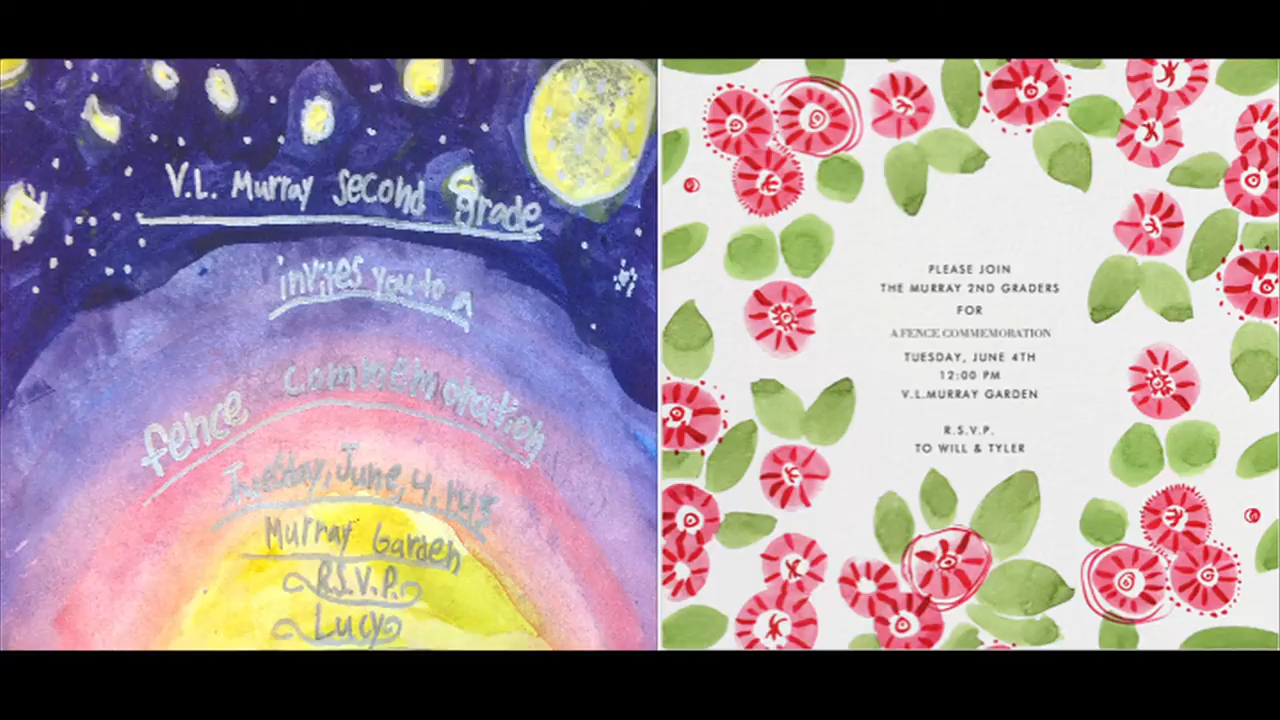 V.L. Murray Second grade
invites you to a
fence commemoration
Tuesday, June, 4,
Murray Garden
R.S.V.P.
Lucy
PLEASE JOIN
THE MURRAY 2ND GRADERS
FOR
A FENCE COMMEMORATION
TUESDAY, JUNE 4TH
12:00 PM
V.L.MURRAY GARDEN
R.S.V.P.
TO WILL & TYLER